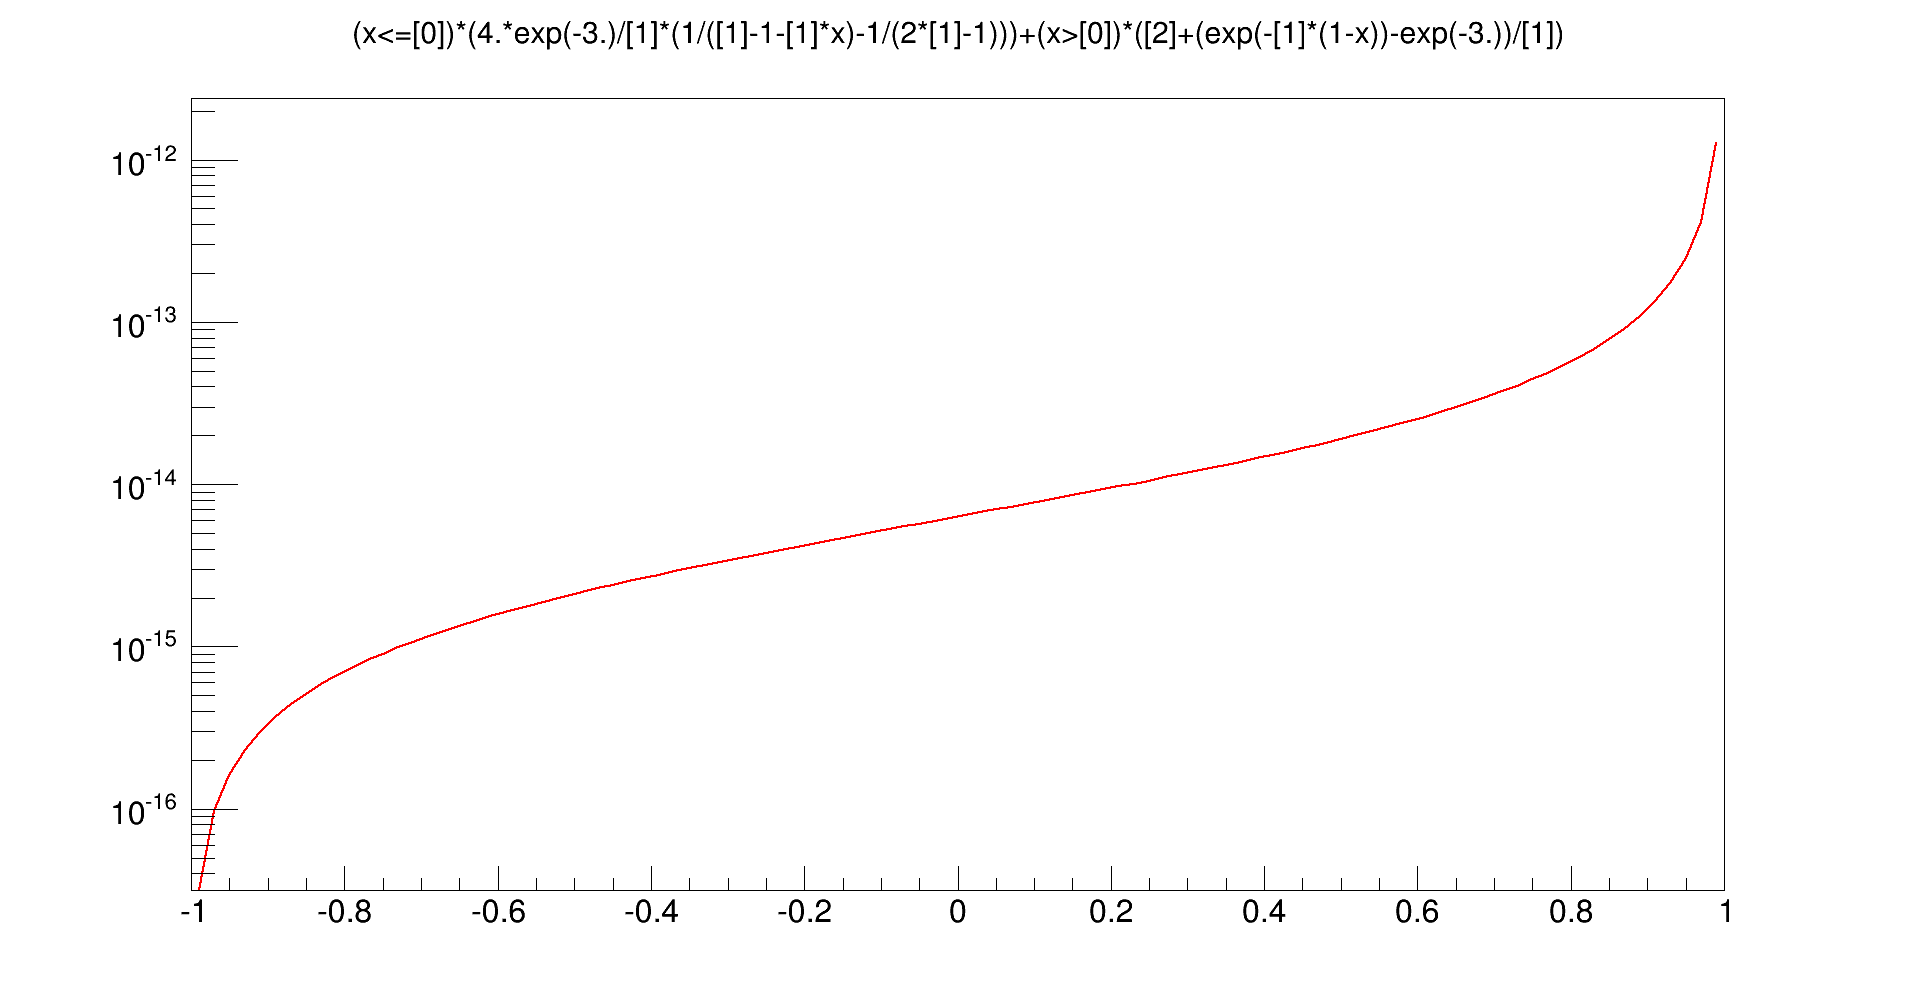 (x<=[0])*(4.*exp(-3.)/[1]*(1/([1]-1-[1]*x)-1/(2*[1]-1)))+(x>[0])*([2]+(exp(-[1]*(1-x))-exp(-3.))/[1])
10-12
10-13
10-14
10-15
10-16
-1 -0.8 -0.6 -0.4 -0.2 0 0.2 0.4 0.6 0.8 1